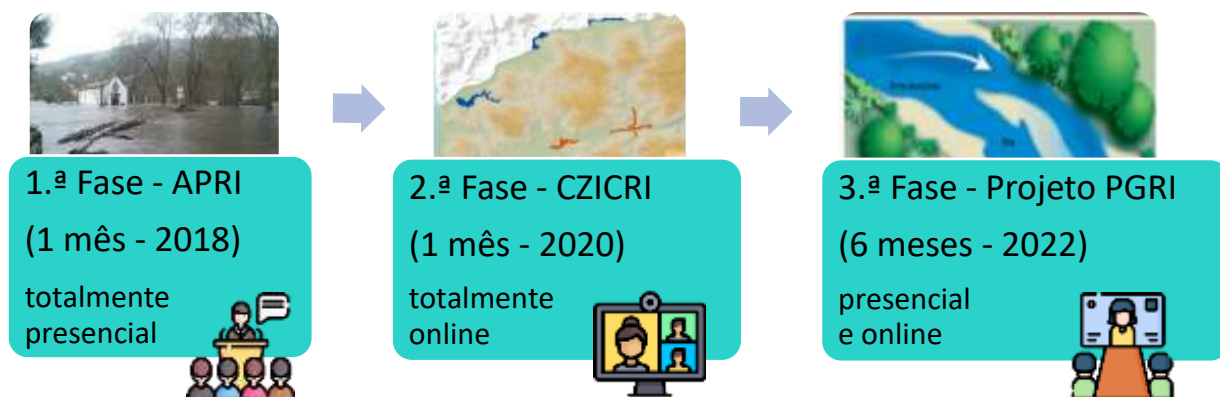 1.ª Fase - APRI
(1 mês - 2018)
totalmente
presencial
2.ª Fase - CZICRI
(1 mês - 2020)
totalmente
online
3.ª Fase - Projeto PGRI
(6 meses - 2022)
presencial
e online